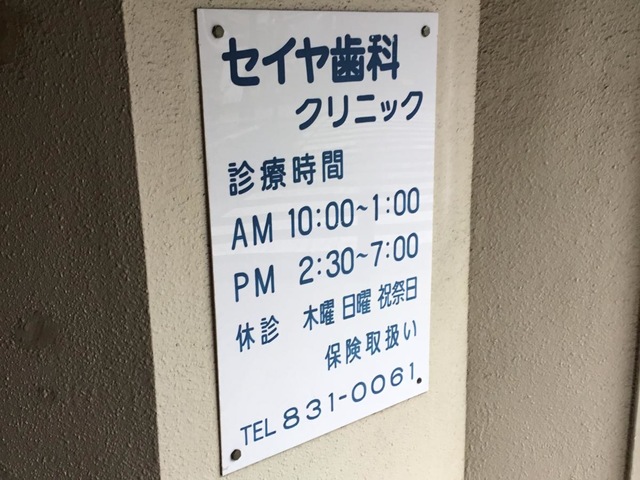 セイヤ歯科
クリニック
診療時間
AM 10:00~1:00
PM 2:30~7:00
休診 木曜 日曜 祝祭日
保険取扱い
TEL 831-0061